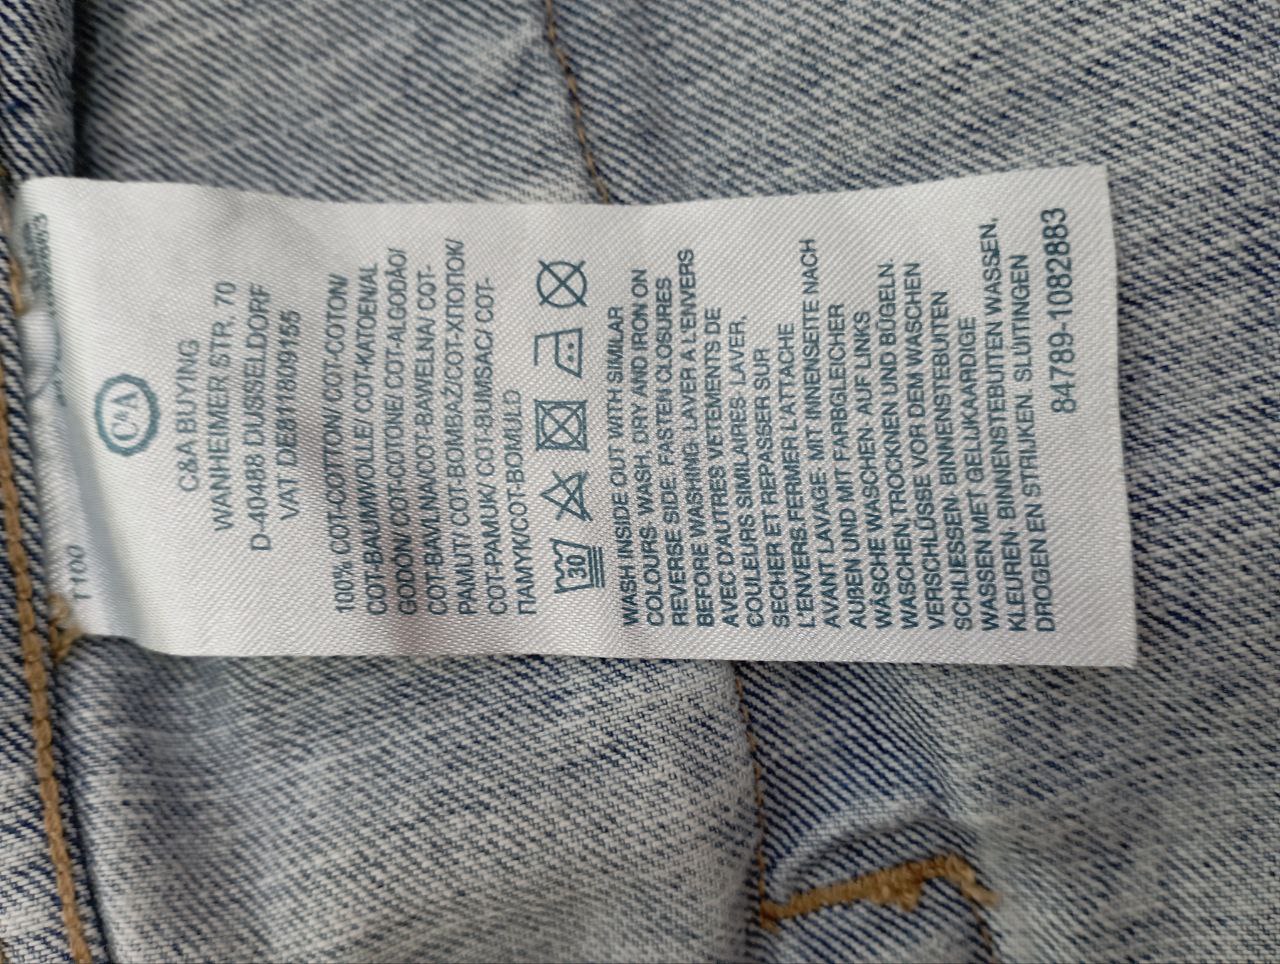 C&A
C&A BUYING
WANHEIMER STR. 70
D-40488 DUSSELDORF
VAT DE811809155
100% COT-COTTON/ COT-COTON/
COT-BAUMWOLLE/ COT-KATOENAL
GODON/ COT-COTONE/ COT-ALGODÃO/
COT-BAVLNA/COT-BAWELNA/ COT-
PAMUT/ COT-BOMBAŽ/COT-ХПОПОК/
COT-PAMUK/ COT-BUMSAC/ COT-
ПАМУК/COT-BOMULD
30
WASH INSIDE OUT WITH SIMILAR
COLOURS· WASH, DRY AND IRON ON
REVERSE SIDE. FASTEN CLOSURES
BEFORE WASHING· LAVER À L'ENVERS
AVEC D'AUTRES VETEMENTS DE
COULEURS SIMILAIRES· LAVER,
SECHER ET REPASSER SUR
L'ENVERS.FERMER L'ATTACHE
AVANT LAVAGE· MIT INNENSEITE NACH
AUßEN UND MIT FARBGLEICHER
WÄSCHE WASCHEN. AUF LINKS
WASCHEN,TROCKNEN UND BÜGELN.
VERSCHLÜSSE VOR DEM WASCHEN
SCHLIESSEN· BINNENSTEBUITEN
WASSEN MET GELIJKAARDIGE
KLEUREN· BINNENSTEBUITEN WASSEN,
DROGEN EN STRIJKEN. SLUITINGEN
84789-1082883
T100